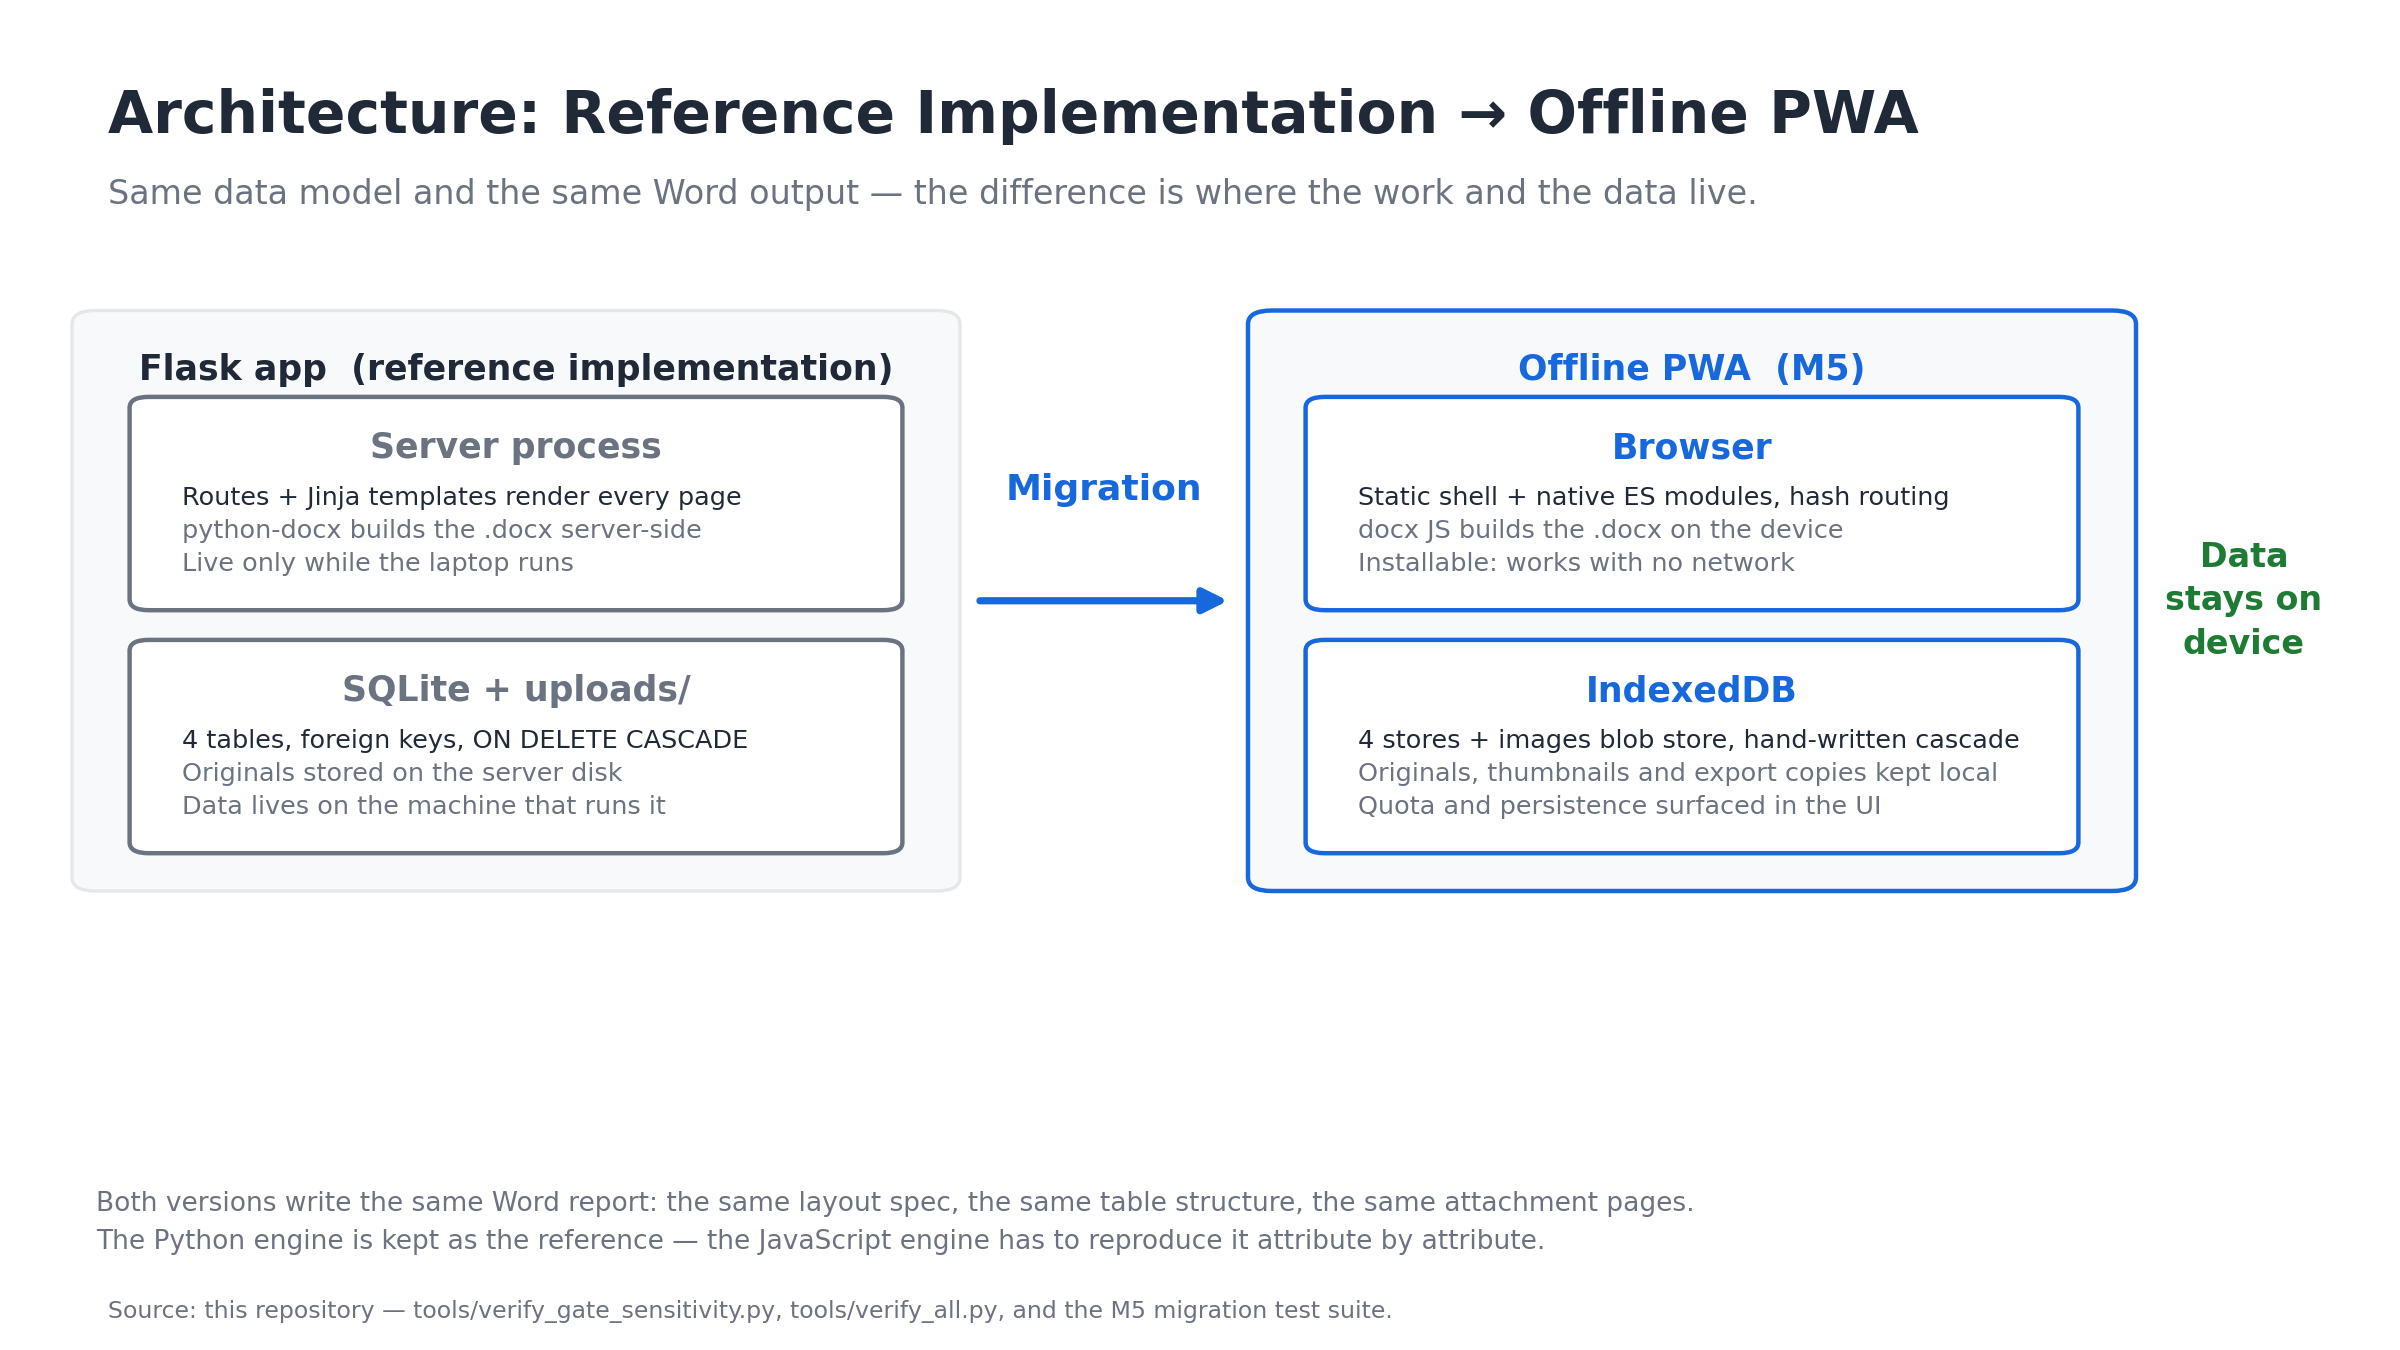 Architecture: Reference Implementation → Offline PWA
Same data model and the same Word output — the difference is where the work and the data live.
Flask app (reference implementation)
Server process
Routes + Jinja templates render every page
python-docx builds the .docx server-side
Live only while the laptop runs
SQLite + uploads/
4 tables, foreign keys, ON DELETE CASCADE
Originals stored on the server disk
Data lives on the machine that runs it
Migration
Offline PWA (M5)
Browser
Static shell + native ES modules, hash routing
docx JS builds the .docx on the device
Installable: works with no network
IndexedDB
4 stores + images blob store, hand-written cascade
Originals, thumbnails and export copies kept local
Quota and persistence surfaced in the UI
Data
stays on
device
Both versions write the same Word report: the same layout spec, the same table structure, the same attachment pages.
The Python engine is kept as the reference — the JavaScript engine has to reproduce it attribute by attribute.
Source: this repository — tools/verify_gate_sensitivity.py, tools/verify_all.py, and the M5 migration test suite.